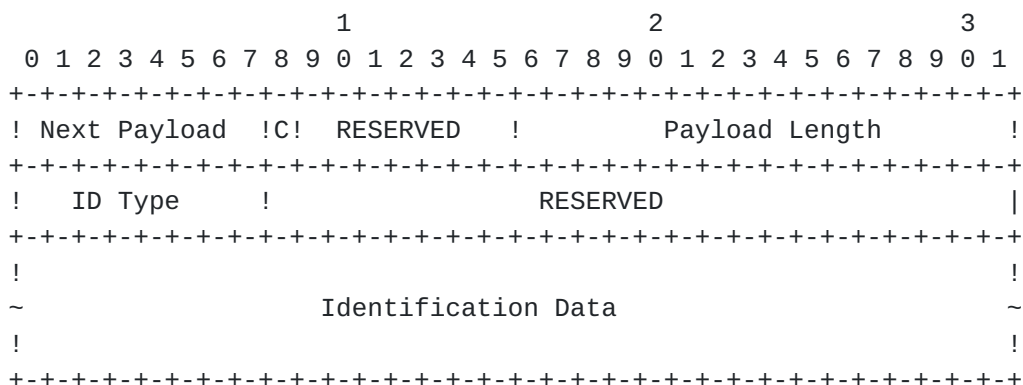 1                   2                   3
 0 1 2 3 4 5 6 7 8 9 0 1 2 3 4 5 6 7 8 9 0 1 2 3 4 5 6 7 8 9 0 1
+-+-+-+-+-+-+-+-+-+-+-+-+-+-+-+-+-+-+-+-+-+-+-+-+-+-+-+-+-+-+-+-+
! Next Payload  !C!  RESERVED   !         Payload Length        !
+-+-+-+-+-+-+-+-+-+-+-+-+-+-+-+-+-+-+-+-+-+-+-+-+-+-+-+-+-+-+-+-+
!   ID Type     !                 RESERVED                      |
+-+-+-+-+-+-+-+-+-+-+-+-+-+-+-+-+-+-+-+-+-+-+-+-+-+-+-+-+-+-+-+-+
!                                                               !
~                   Identification Data                         ~
!                                                               !
+-+-+-+-+-+-+-+-+-+-+-+-+-+-+-+-+-+-+-+-+-+-+-+-+-+-+-+-+-+-+-+-+